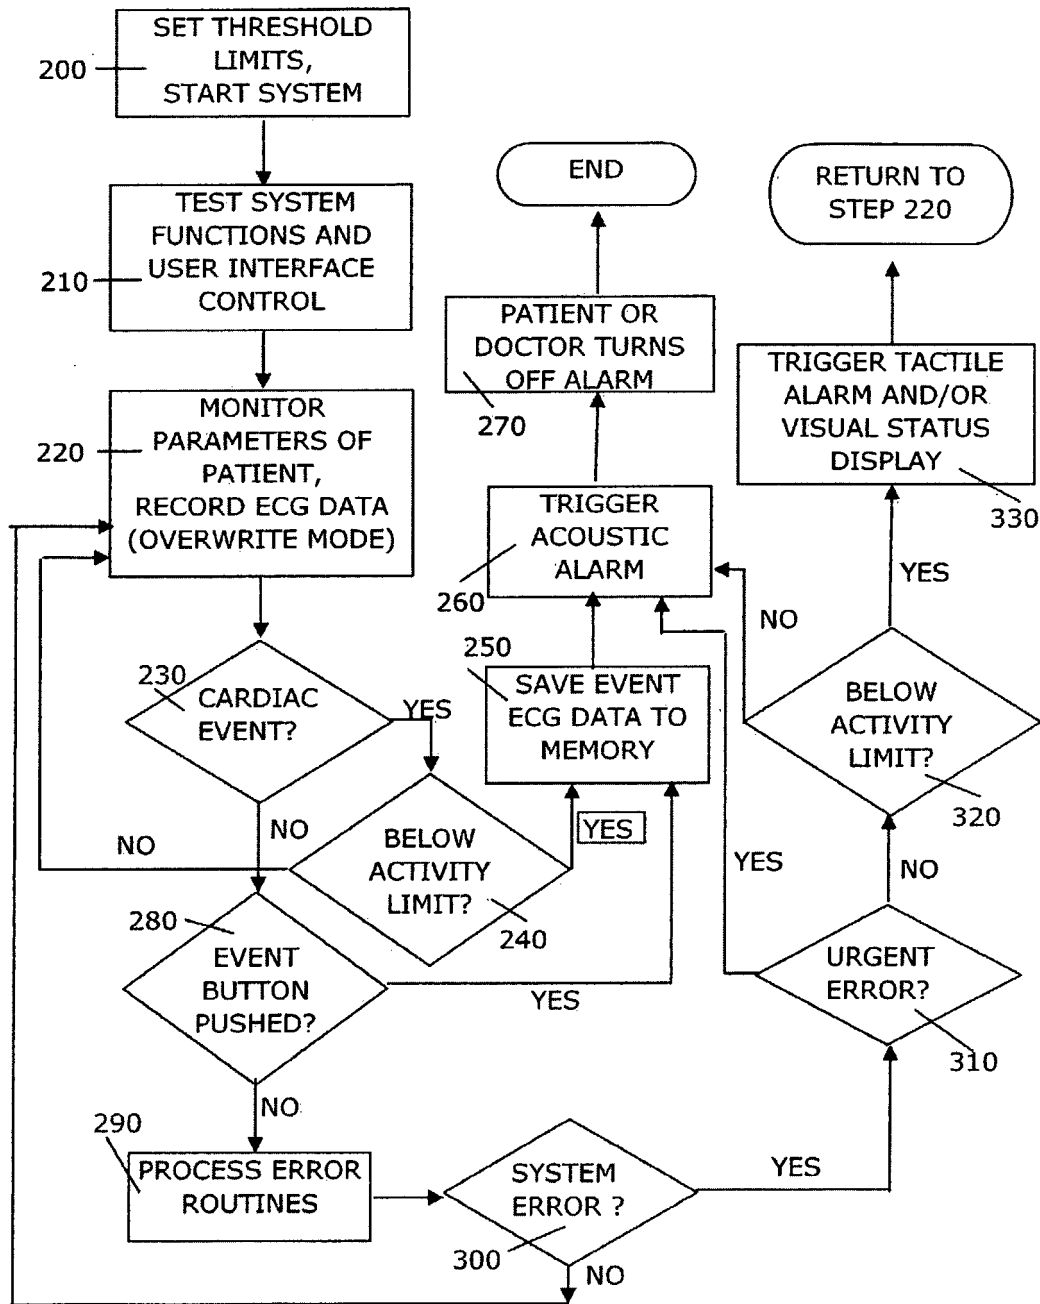 SET THRESHOLD
LIMITS,
START SYSTEM
200
TEST SYSTEM
FUNCTIONS AND
USER INTERFACE
CONTROL
210
MONITOR
PARAMETERS OF
PATIENT,
RECORD ECG DATA
(OVERWRITE MODE)
220
230
CARDIAC
EVENT?
YES
NO
NO
BELOW
ACTIVITY
LIMIT?
240
YES
280
EVENT
BUTTON
PUSHED?
YES
NO
290
PROCESS ERROR
ROUTINES
SYSTEM
ERROR ?
300
NO
YES
END
PATIENT OR
DOCTOR TURNS
OFF ALARM
270
TRIGGER
ACOUSTIC
ALARM
260
250
SAVE EVENT
ECG DATA TO
MEMORY
RETURN TO
STEP 220
TRIGGER TACTILE
ALARM AND/OR
VISUAL STATUS
DISPLAY
330
YES
NO
BELOW
ACTIVITY
LIMIT?
320
YES
NO
URGENT
ERROR?
310